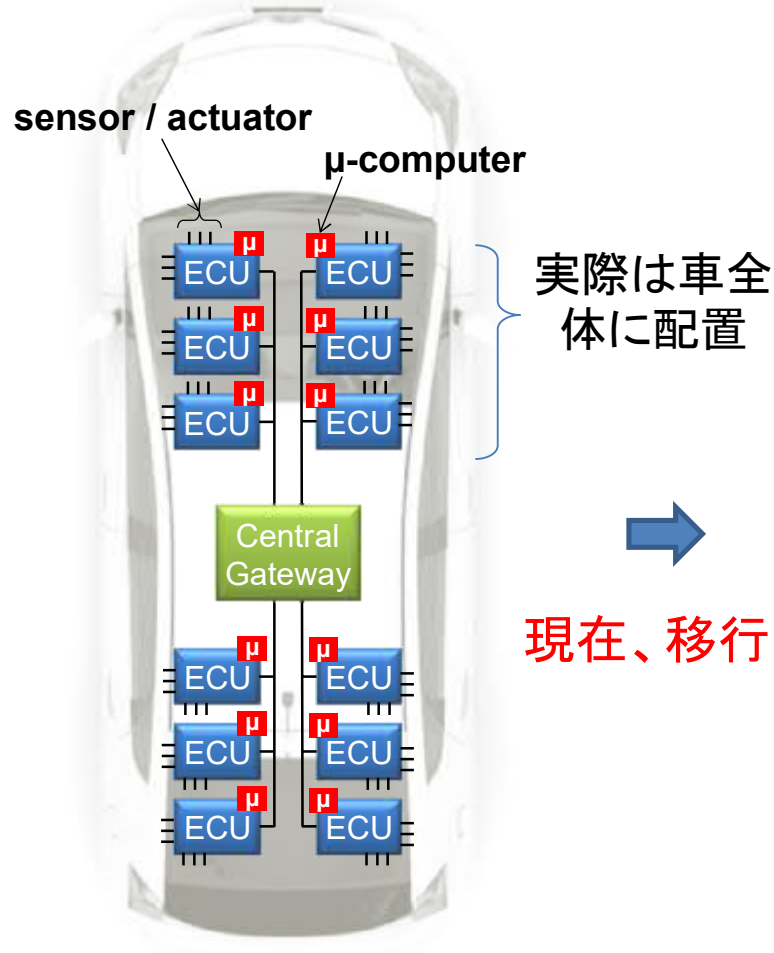 sensor / actuator
μ-computer
μ
μ
ECU
ECU
実際は車全
体に配置
μ
μ
ECU
ECU
μ
μ
ECU
ECU
Central
Gateway
現在、移行
μ
μ
ECU
ECU
μ
μ
ECU
ECU
μ
μ
ECU
ECU